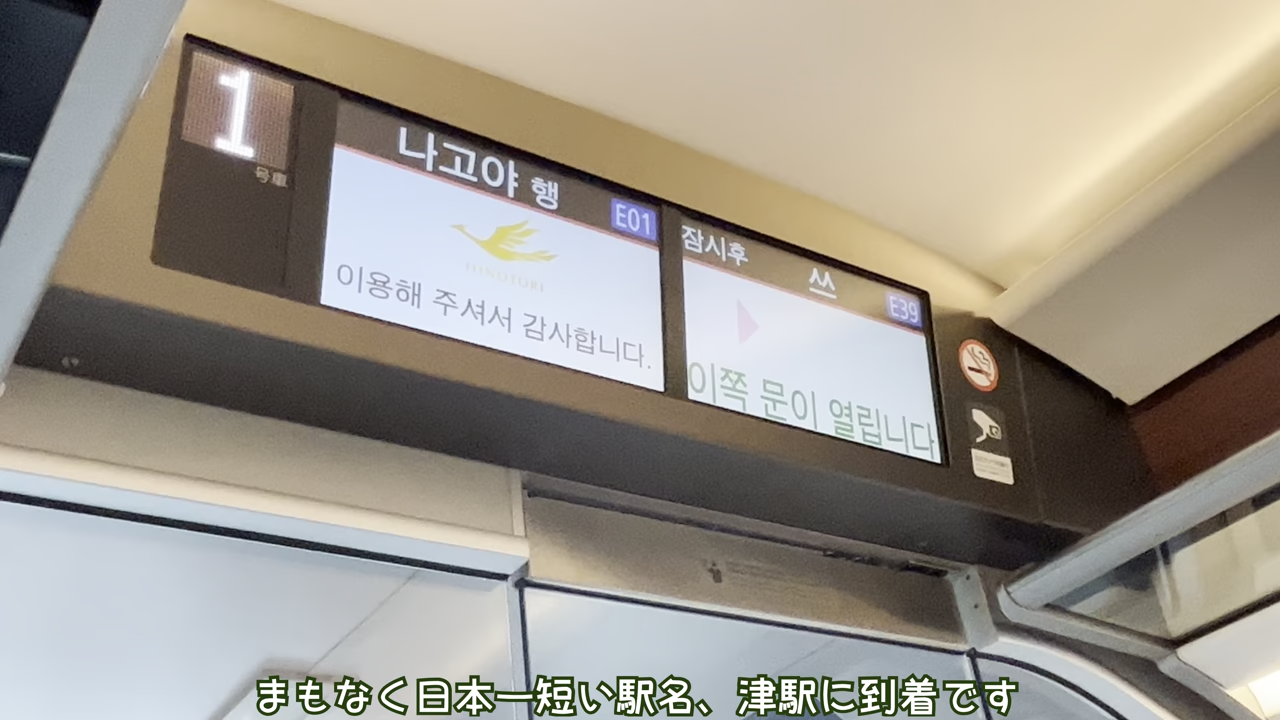 1
号車
나고야 행
E01
HINOTORI
이용해 주셔서 감사합니다.
잠시후
쓰
E39
이쪽 문이 열립니다
まもなく日本一短い駅名、津駅に到着です